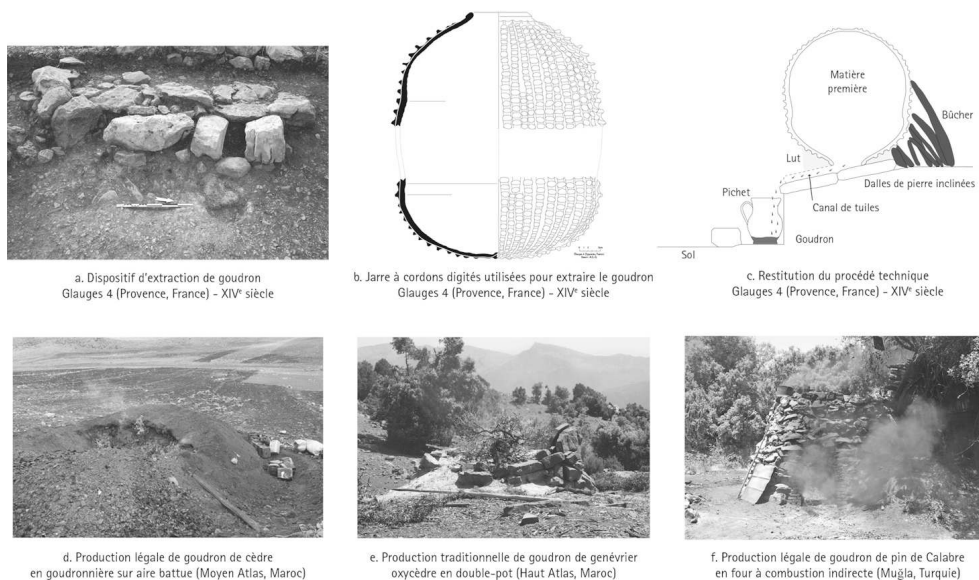 a. Dispositif d'extraction de goudron
Glauges 4 (Provence, France) - XIVe siècle
b. Jarre à cordons digités utilisées pour extraire le goudron
Glauges 4 (Provence, France) - XIVe siècle
Matière
première
Bûcher
Lut
Dalles de pierre inclinées
Pichet
Canal de tuiles
Goudron
Sol
c. Restitution du procédé technique
Glauges 4 (Provence, France) - XIVe siècle
d. Production légale de goudron de cèdre
en goudronnière sur aire battue (Moyen Atlas, Maroc)
e. Production traditionnelle de goudron de genévrier
oxycèdre en double-pot (Haut Atlas, Maroc)
f. Production légale de goudron de pin de Calabre
en four à combustion indirecte (Muğla, Turquie)